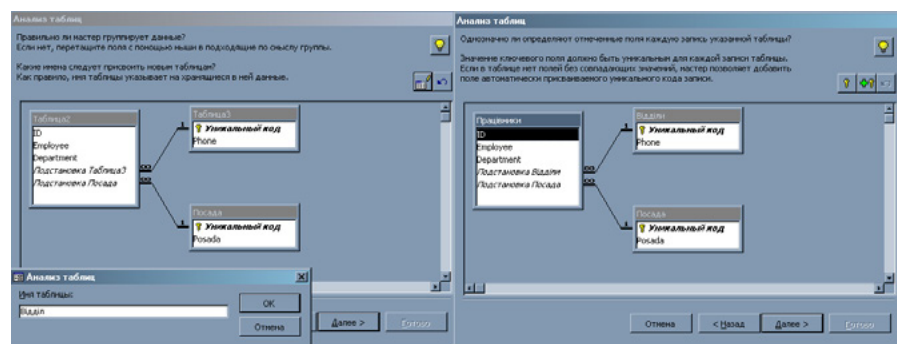 Анализ таблиц
Правильно ли мастер группирует данные?
Если нет, перетащите поля с помощью мыши в подходящие по смыслу группы.
Какие имена следует присвоить новым таблицам?
Как правило, имя таблицы указывает на хранящиеся в ней данные.
Таблица2
ID
Employee
Department
Подстановка Таблица3
Подстановка Посада
Таблица3
Уникальный код
Phone
Посада
Уникальный код
Posada
Анализ таблиц
Имя таблицы:
Відділ
OK
Отмена
Далее >
Готово
Анализ таблиц
Однозначно ли определяют отмеченные поля каждую запись указанной таблицы?
Значение ключевого поля должно быть уникальным для каждой записи таблицы.
Если в таблице нет полей без совпадающих значений, мастер позволяет добавить
поле автоматически присваиваемого уникального кода записи.
Працівники
ID
Employee
Department
Подстановка Відділи
Подстановка Посада
Відділи
Уникальный код
Phone
Посада
Уникальный код
Posada
Отмена
< Назад
Далее >
Готово